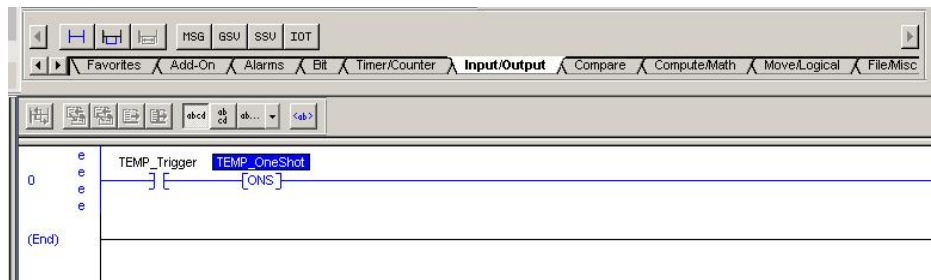 MSG GSV SSV IOT
Favorites Add-On Alarms Bit Timer/Counter Input/Output Compare Compute/Math Move/Logical File/Misc
abcd ab cd ab... <ab>
TEMP_Trigger TEMP_OneShot
0 e e e e ONS
(End)